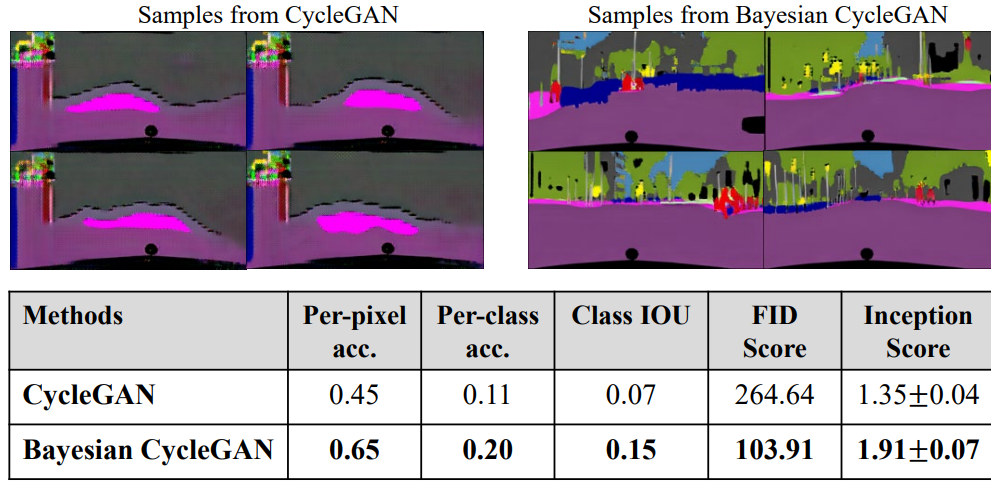 Samples from CycleGAN
Samples from Bayesian CycleGAN
Methods
Per-pixel acc.
Per-class acc.
Class IOU
FID Score
Inception Score
CycleGAN 0.45 0.11 0.07 264.64 1.35±0.04
Bayesian CycleGAN 0.65 0.20 0.15 103.91 1.91±0.07